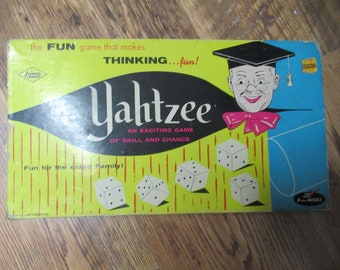 the FUN game that makes
THINKING...fun!
Yahtzee
AN EXCITING GAME
OF SKILL AND CHANCE
Fun for the entire Family!